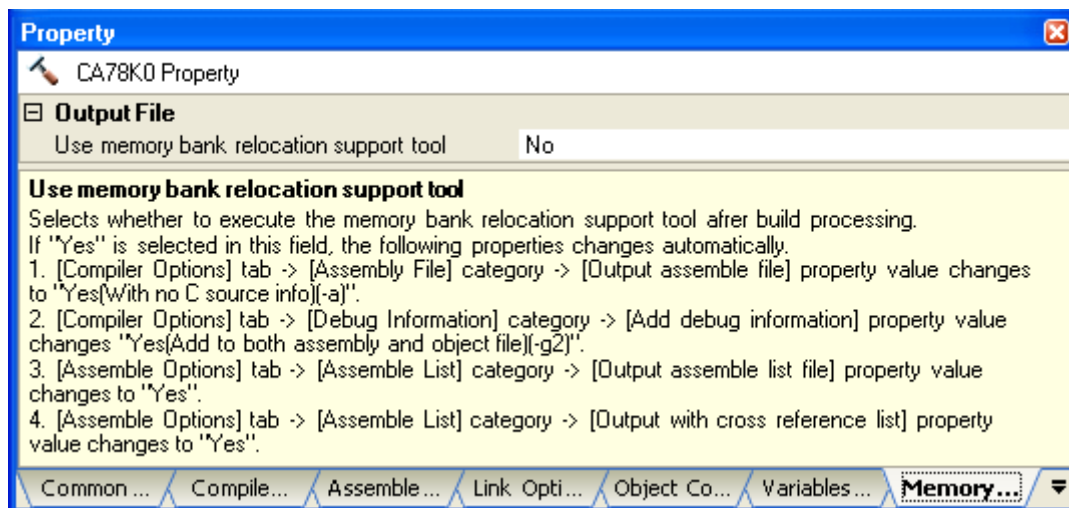 Property
CA78K0 Property
Output File
Use memory bank relocation support tool No
Use memory bank relocation support tool
Selects whether to execute the memory bank relocation support tool afrer build processing.
If "Yes" is selected in this field, the following properties changes automatically.
1. [Compiler Options] tab -> [Assembly File] category -> [Output assemble file] property value changes
to "Yes(With no C source info)(-a)".
2. [Compiler Options] tab -> [Debug Information] category -> [Add debug information] property value
changes "Yes(Add to both assembly and object file)(-g2)".
3. [Assemble Options] tab -> [Assemble List] category -> [Output assemble list file] property value
changes to "Yes".
4. [Assemble Options] tab -> [Assemble List] category -> [Output with cross reference list] property
value changes to "Yes".
Common ... Compile... Assemble... Link Opti... Object Co... Variables... Memory...